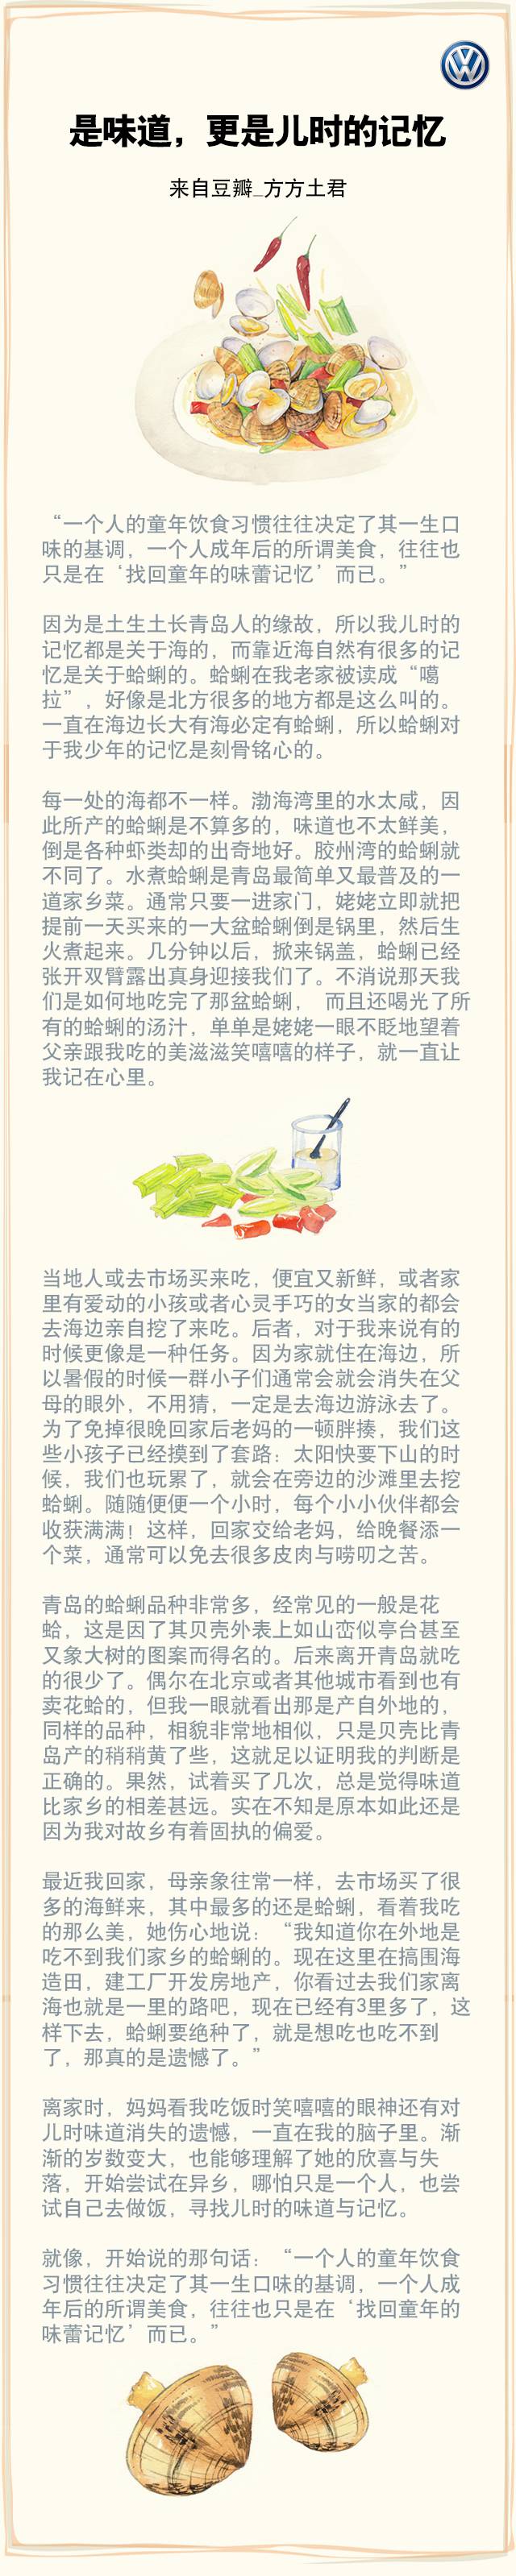 是味道，更是儿时的记忆
来自豆瓣_方方土君
“一个人的童年饮食习惯往往决定了其一生口
味的基调，一个人成年后的所谓美食，往往也
只是在‘找回童年的味蕾记忆’而已。”
因为是土生土长青岛人的缘故，所以我儿时的
记忆都是关于海的，而靠近海自然有很多的记
忆是关于蛤蜊的。蛤蜊在我老家被读成“噶
拉”，好像是北方很多的地方都是这么叫的。
一直在海边长大有海必定有蛤蜊，所以蛤蜊对
于我少年的记忆是刻骨铭心的。
每一处的海都不一样。渤海湾里的水太咸，因
此所产的蛤蜊是不算多的，味道也不太鲜美，
倒是各种虾类却的出奇地好。胶州湾的蛤蜊就
不同了。水煮蛤蜊是青岛最简单又最普及的一
道家乡菜。通常只要一进家门，姥姥立即就把
提前一天买来的一大盆蛤蜊倒是锅里，然后生
火煮起来。几分钟以后，掀来锅盖，蛤蜊已经
张开双臂露出真身迎接我们了。不消说那天我
们是如何地吃完了那盆蛤蜊， 而且还喝光了所
有的蛤蜊的汤汁，单单是姥姥一眼不眨地望着
父亲跟我吃的美滋滋笑嘻嘻的样子，就一直让
我记在心里。
当地人或去市场买来吃，便宜又新鲜，或者家
里有爱动的小孩或者心灵手巧的女当家的都会
去海边亲自挖了来吃。后者，对于我来说有的
时候更像是一种任务。因为家就住在海边，所
以暑假的时候一群小子们通常会就会消失在父
母的眼外，不用猜，一定是去海边游泳去了。
为了免掉很晚回家后老妈的一顿胖揍，我们这
些小孩子已经摸到了套路：太阳快要下山的时
候，我们也玩累了，就会在旁边的沙滩里去挖
蛤蜊。随随便便一个小时，每个小小伙伴都会
收获满满！这样，回家交给老妈，给晚餐添一
个菜，通常可以免去很多皮肉与唠叨之苦。
青岛的蛤蜊品种非常多，经常见的一般是花
蛤，这是因了其贝壳外表上如山峦似亭台甚至
又象大树的图案而得名的。后来离开青岛就吃
的很少了。偶尔在北京或者其他城市看到也有
卖花蛤的，但我一眼就看出那是产自外地的，
同样的品种，相貌非常地相似，只是贝壳比青
岛产的稍稍黄了些，这就足以证明我的判断是
正确的。果然，试着买了几次，总是觉得味道
比家乡的相差甚远。实在不知是原本如此还是
因为我对故乡有着固执的偏爱。
最近我回家，母亲象往常一样，去市场买了很
多的海鲜来，其中最多的还是蛤蜊，看着我吃
的那么美，她伤心地说：“我知道你在外地是
吃不到我们家乡的蛤蜊的。现在这里在搞围海
造田，建工厂开发房地产，你看过去我们家离
海也就是一里的路吧，现在已经有3里多了，这
样下去，蛤蜊要绝种了，就是想吃也吃不到
了，那真的是遗憾了。”
离家时，妈妈看我吃饭时笑嘻嘻的眼神还有对
儿时味道消失的遗憾，一直在我的脑子里。渐
渐的岁数变大，也能够理解了她的欣喜与失
落，开始尝试在异乡，哪怕只是一个人，也尝
试自己去做饭，寻找儿时的味道与记忆。
就像，开始说的那句话：“一个人的童年饮食
习惯往往决定了其一生口味的基调，一个人成
年后的所谓美食，往往也只是在‘找回童年的
味蕾记忆’而已。”